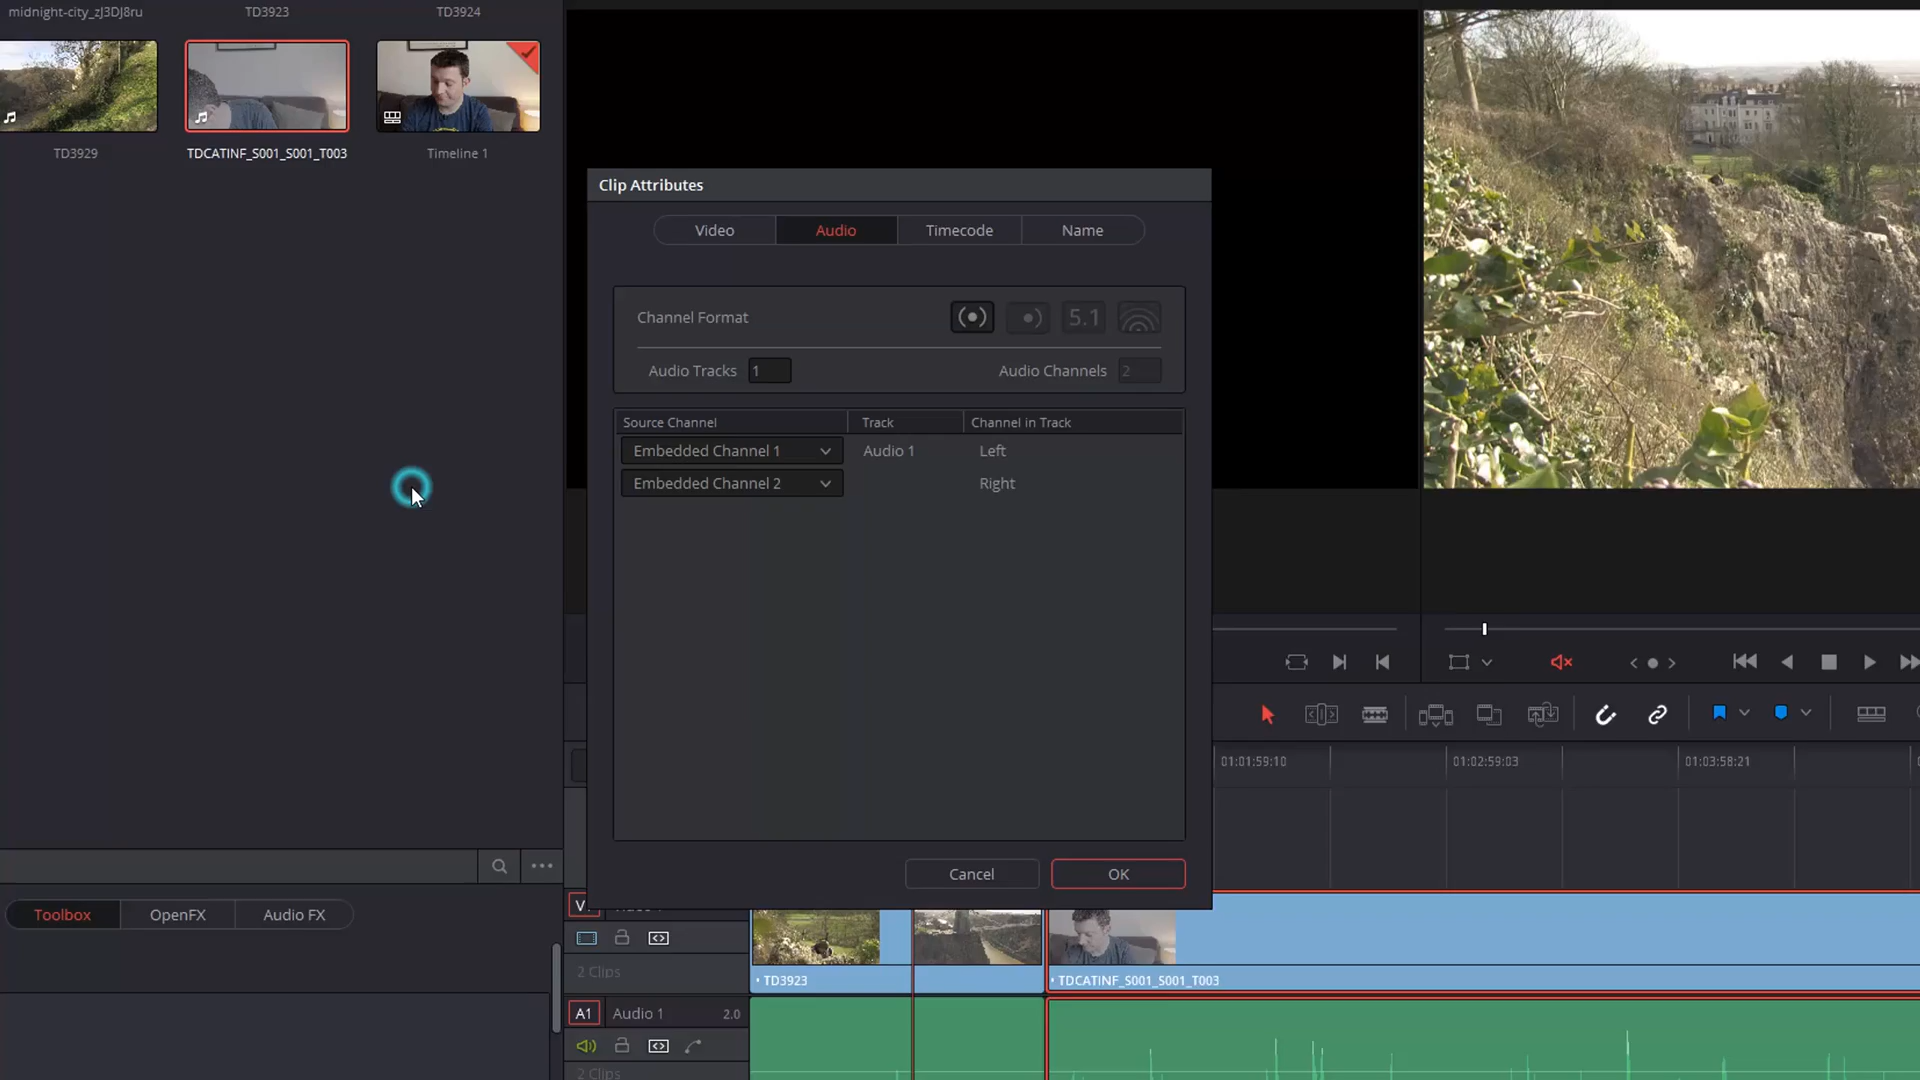 midnight-city_zJ3DJ8ru
TD3923
TD3924
TD3929
TDCATINF_S001_S001_T003
Timeline 1
Clip Attributes
Video
Audio
Timecode
Name
Channel Format
5.1
Audio Tracks
1
Audio Channels
2
Source Channel
Track
Channel in Track
Embedded Channel 1
Audio 1
Left
Embedded Channel 2
Right
01:01:59:10
01:02:59:03
01:03:58:21
Cancel
OK
Toolbox
OpenFX
Audio FX
2 Clips
TD3923
TDCATINF_S001_S001_T003
A1
Audio 1
2.0
2 Clips